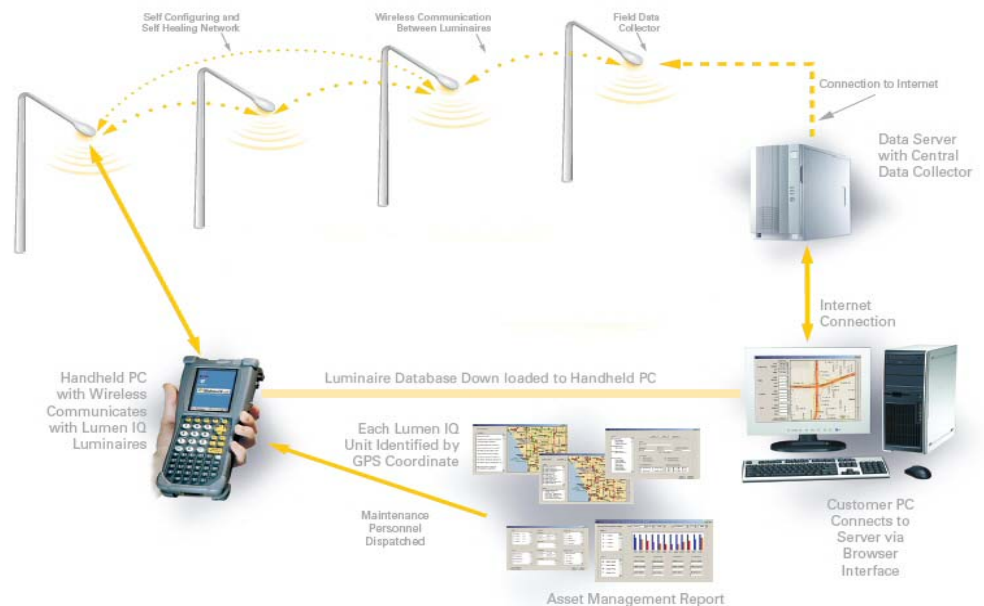 Self Configuring and
Self Healing Network
Wireless Communication
Between Luminaires
Field Data
Collector
Connection to Internet
Data Server
with Central
Data Collector
Internet
Connection
Handheld PC
with Wireless
Communicates
with Lumen IQ
Luminaires
Luminaire Database Down loaded to Handheld PC
Each Lumen IQ
Unit Identified by
GPS Coordinate
Maintenance
Personnel
Dispatched
Customer PC
Connects to
Server via
Browser
Interface
Asset Management Report